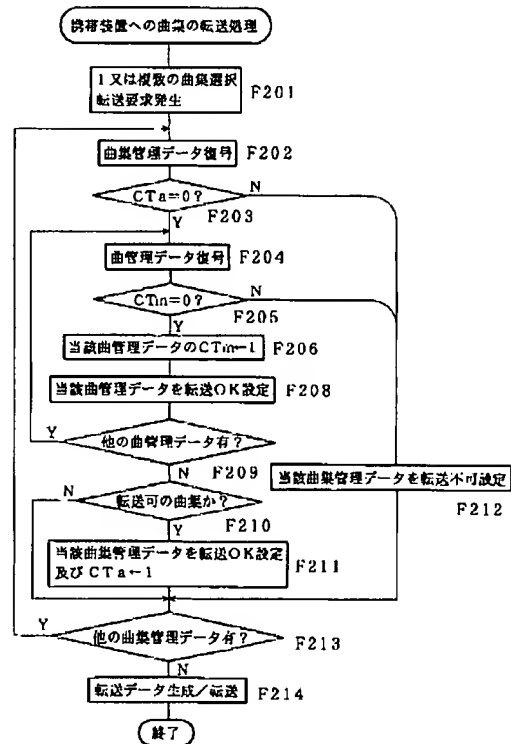 携帯装置への曲集の転送処理
1又は複数の曲集選択
転送要求発生
F201
曲集管理データ復号 F202
CTa=0?
N
F203
Y
曲管理データ復号 F204
CTm=0?
N
F205
Y
当該曲管理データのCTm←1 F206
当該曲管理データを転送OK設定 F208
Y
他の曲管理データ有?
N
F209
N
転送可の曲集か?
F210
Y
当該曲集管理データを転送不可設定
F212
当該曲集管理データを転送OK設定
及びCTa←1
F211
Y
他の曲集管理データ有? F213
N
転送データ生成/転送 F214
終了